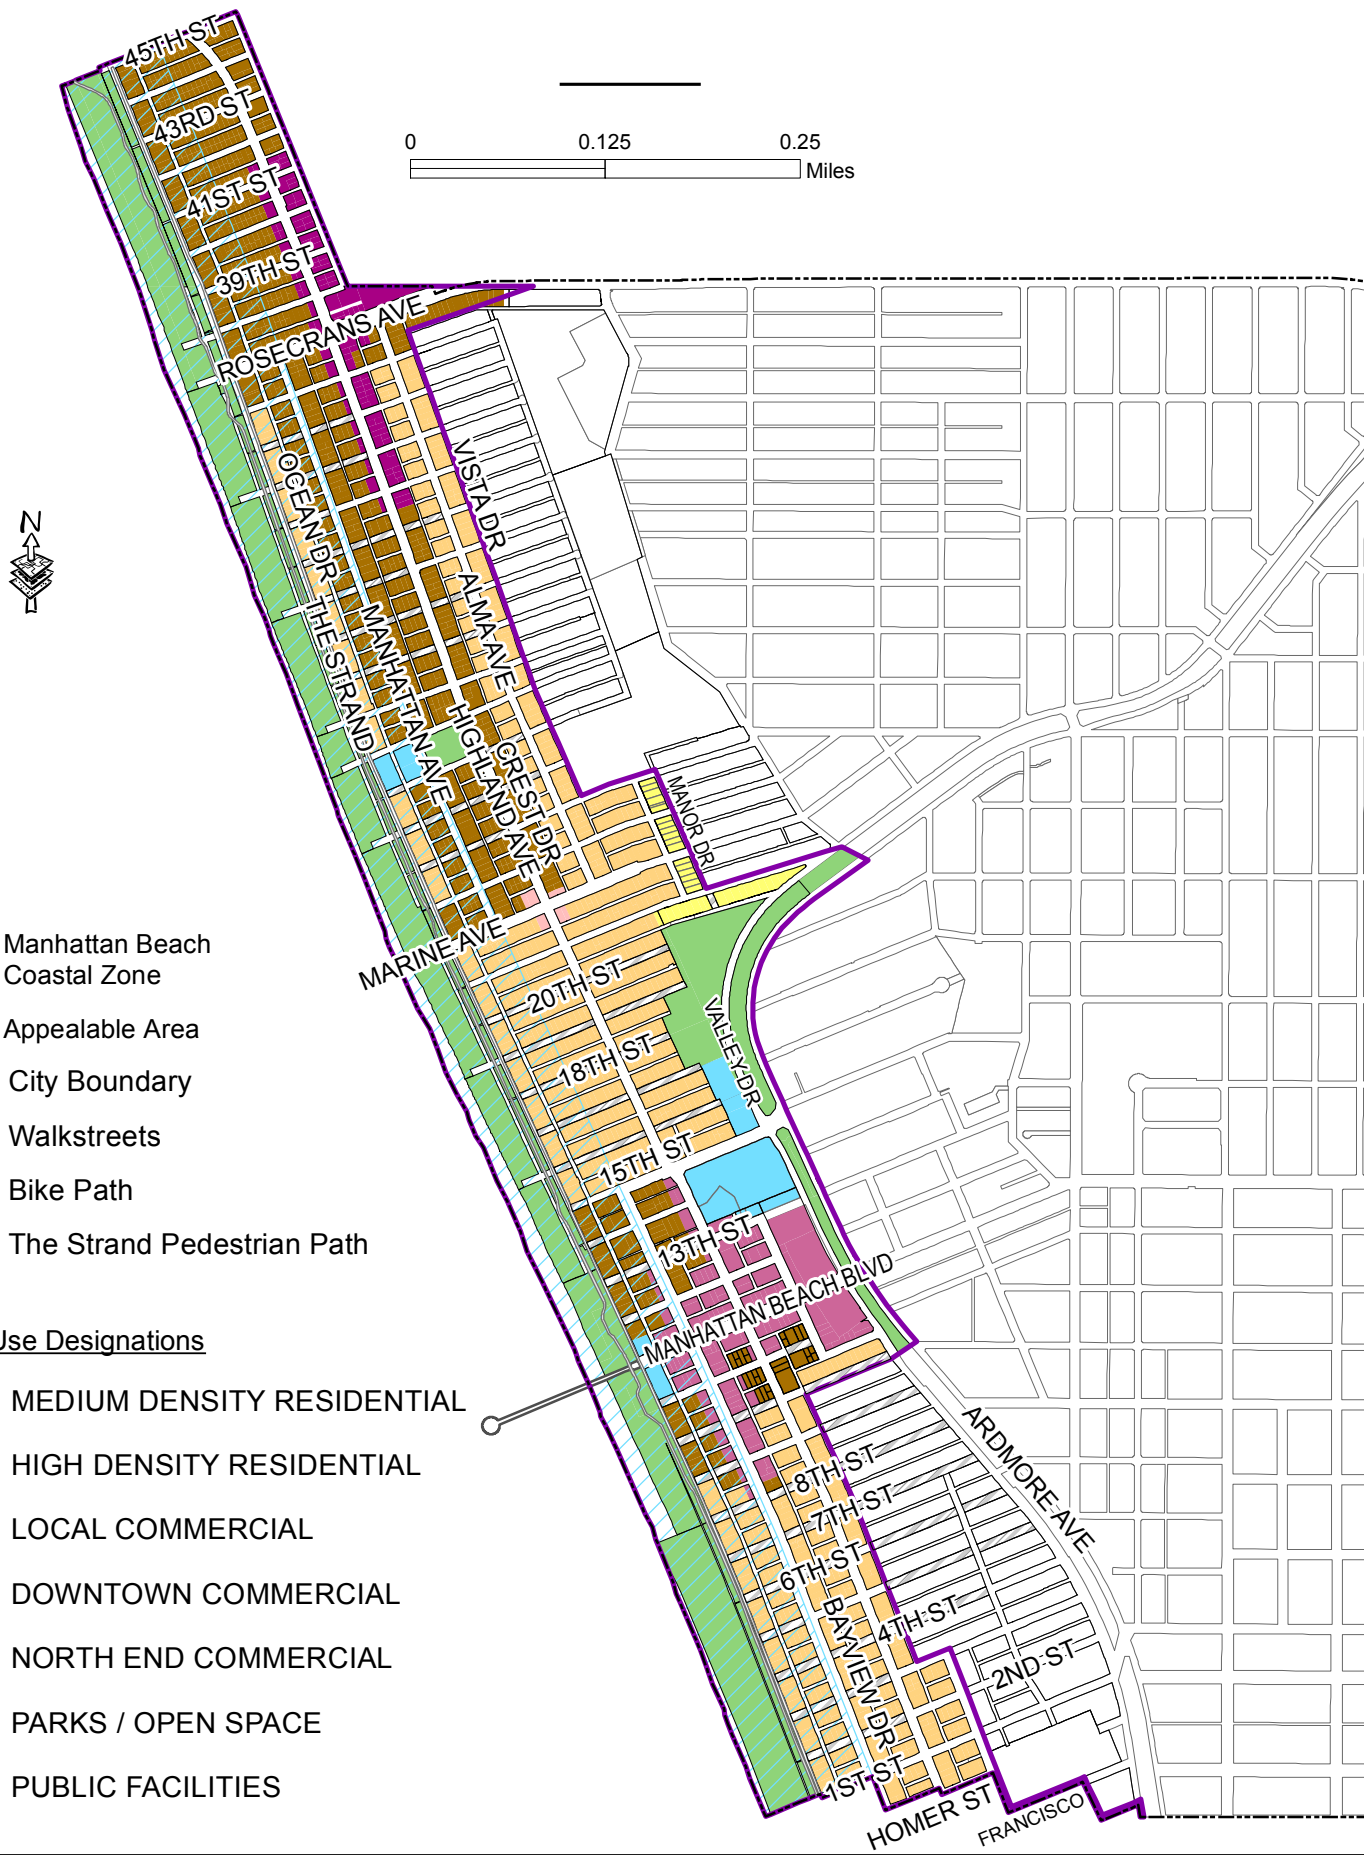 45TH ST
43RD ST
41ST ST
39TH ST
ROSECRANS AVE
0 0.125 0.25
Miles
VISTA DR
OCEAN DR
N
ALMA AVE
THE STRAND
MANHATTAN AVE
HIGHLAND AVE
CREST DR
MANOR DR
MARINE AVE
Manhattan Beach
Coastal Zone
20TH ST
Appealable Area
VALLEY DR
18TH ST
City Boundary
Walkstreets
15TH ST
Bike Path
13TH ST
The Strand Pedestrian Path
MANHATTAN BEACH BLVD
Use Designations
MEDIUM DENSITY RESIDENTIAL
HIGH DENSITY RESIDENTIAL
ARDMORE AVE
8TH ST
7TH ST
LOCAL COMMERCIAL
6TH ST
DOWNTOWN COMMERCIAL
BAYVIEW DR
4TH ST
NORTH END COMMERCIAL
2ND ST
PARKS / OPEN SPACE
PUBLIC FACILITIES
1ST ST
HOMER ST
FRANCISCO